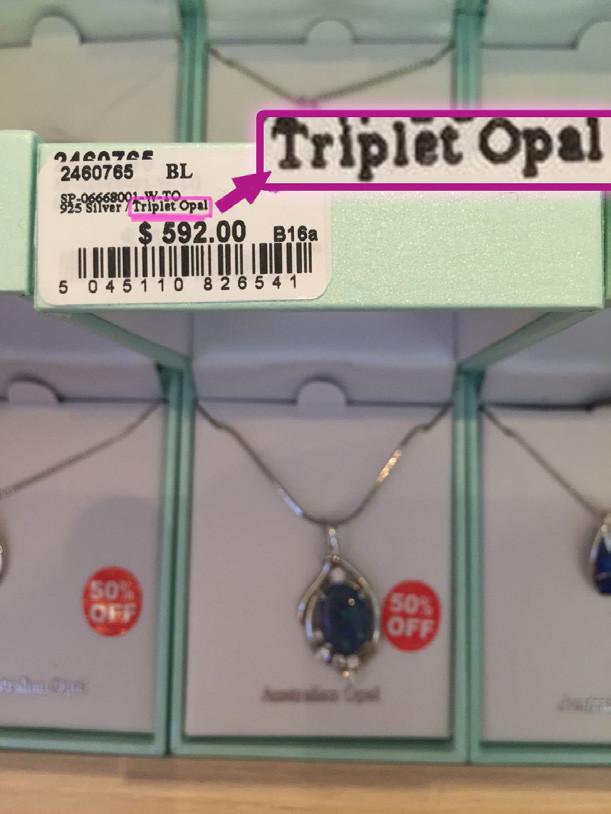 Triplet Opal
2460765
2460765 BL
SP-06668001-W-TO
925 Silver / Triplet Opal
$ 592.00 B16a
5 045110 826541
50%
OFF
50%
OFF
Australian Opal